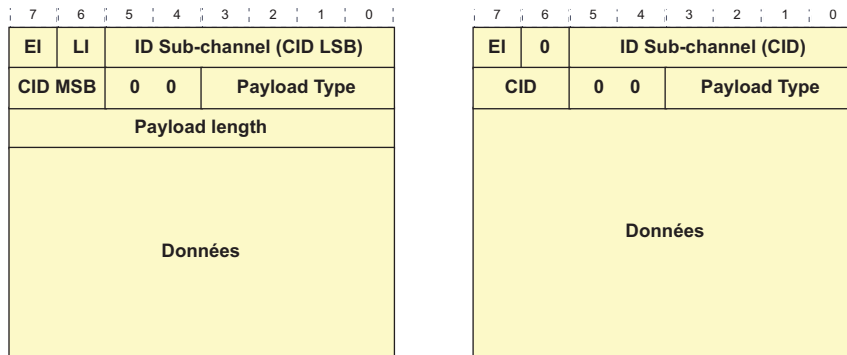 7 6 5 4 3 2 1 0
EI LI ID Sub-channel (CID LSB)
CID MSB 0 0 Payload Type
Payload length
Données
7 6 5 4 3 2 1 0
EI 0 ID Sub-channel (CID)
CID 0 0 Payload Type
Données